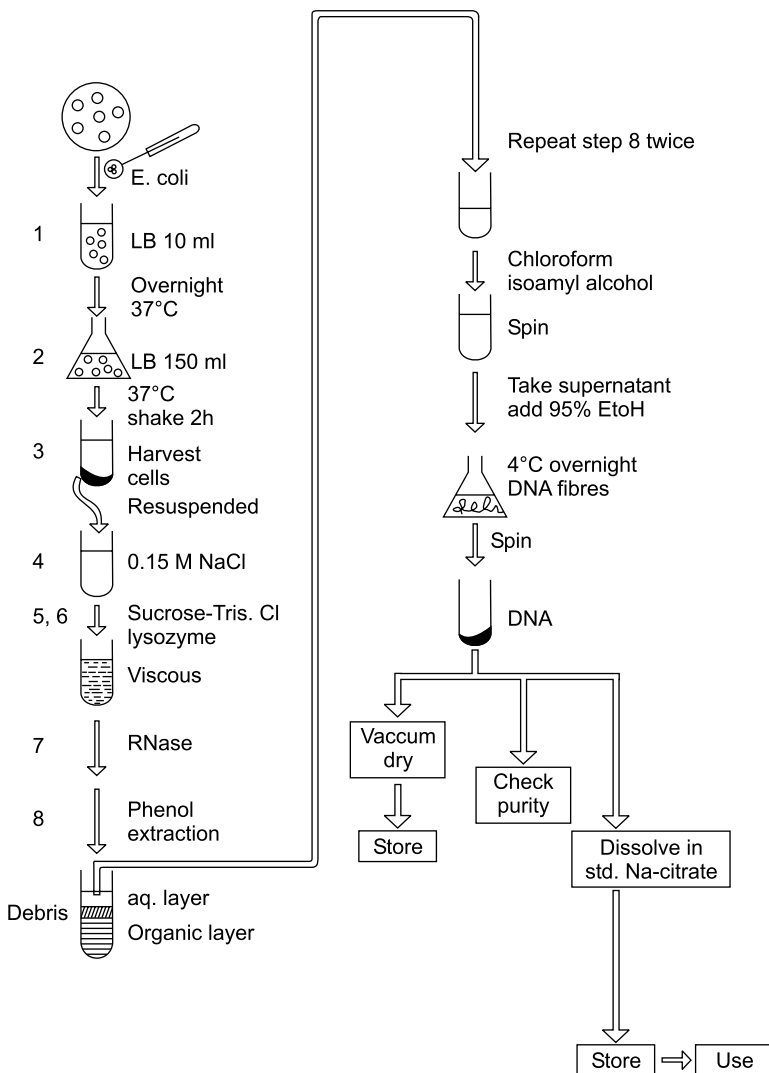 E. coli
1
LB 10 ml
Overnight
37°C
2
LB 150 ml
37°C
shake 2h
3
Harvest
cells
Resuspended
4
0.15 M NaCl
5, 6
Sucrose-Tris. Cl
lysozyme
Viscous
7
RNase
8
Phenol
extraction
Debris
aq. layer
Organic layer
Repeat step 8 twice
Chloroform
isoamyl alcohol
Spin
Take supernatant
add 95% EtoH
4°C overnight
DNA fibres
Spin
DNA
Vaccum
dry
Store
Check
purity
Dissolve in
std. Na-citrate
Store
Use